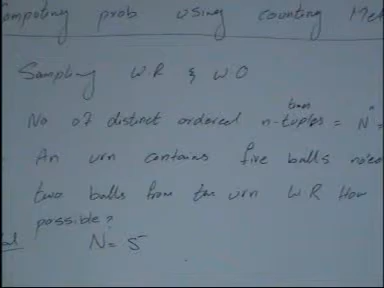 omputing prob using counting Met
Sampling W.R & W.O
No of distinct ordered n-tuples = N^n =
An urn contains five balls
two balls from the urn W.R How
possible?
N = 5